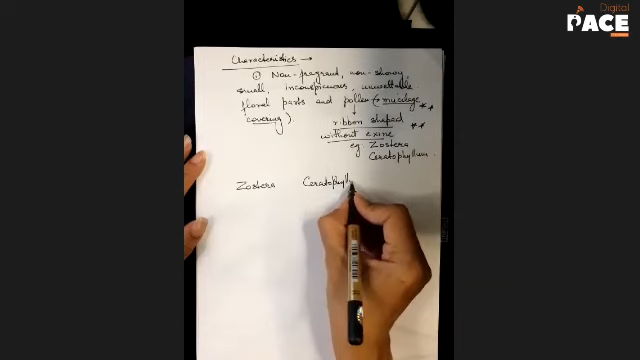 Digital
PACE
Characteristics →
① Non-fragrant, non-showy,
small, inconspicuous, unwettable
floral parts and pollen (→ mucilage **
covering).
ribbon shaped
without exine **
eg Zostera
Ceratophyllum.
Zostera Ceratophyll